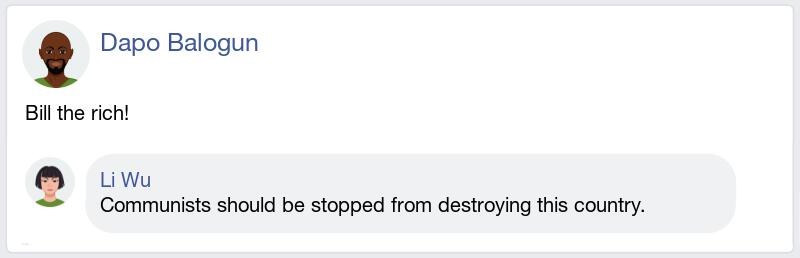 Dapo Balogun
Bill the rich!
Li Wu
Communists should be stopped from destroying this country.